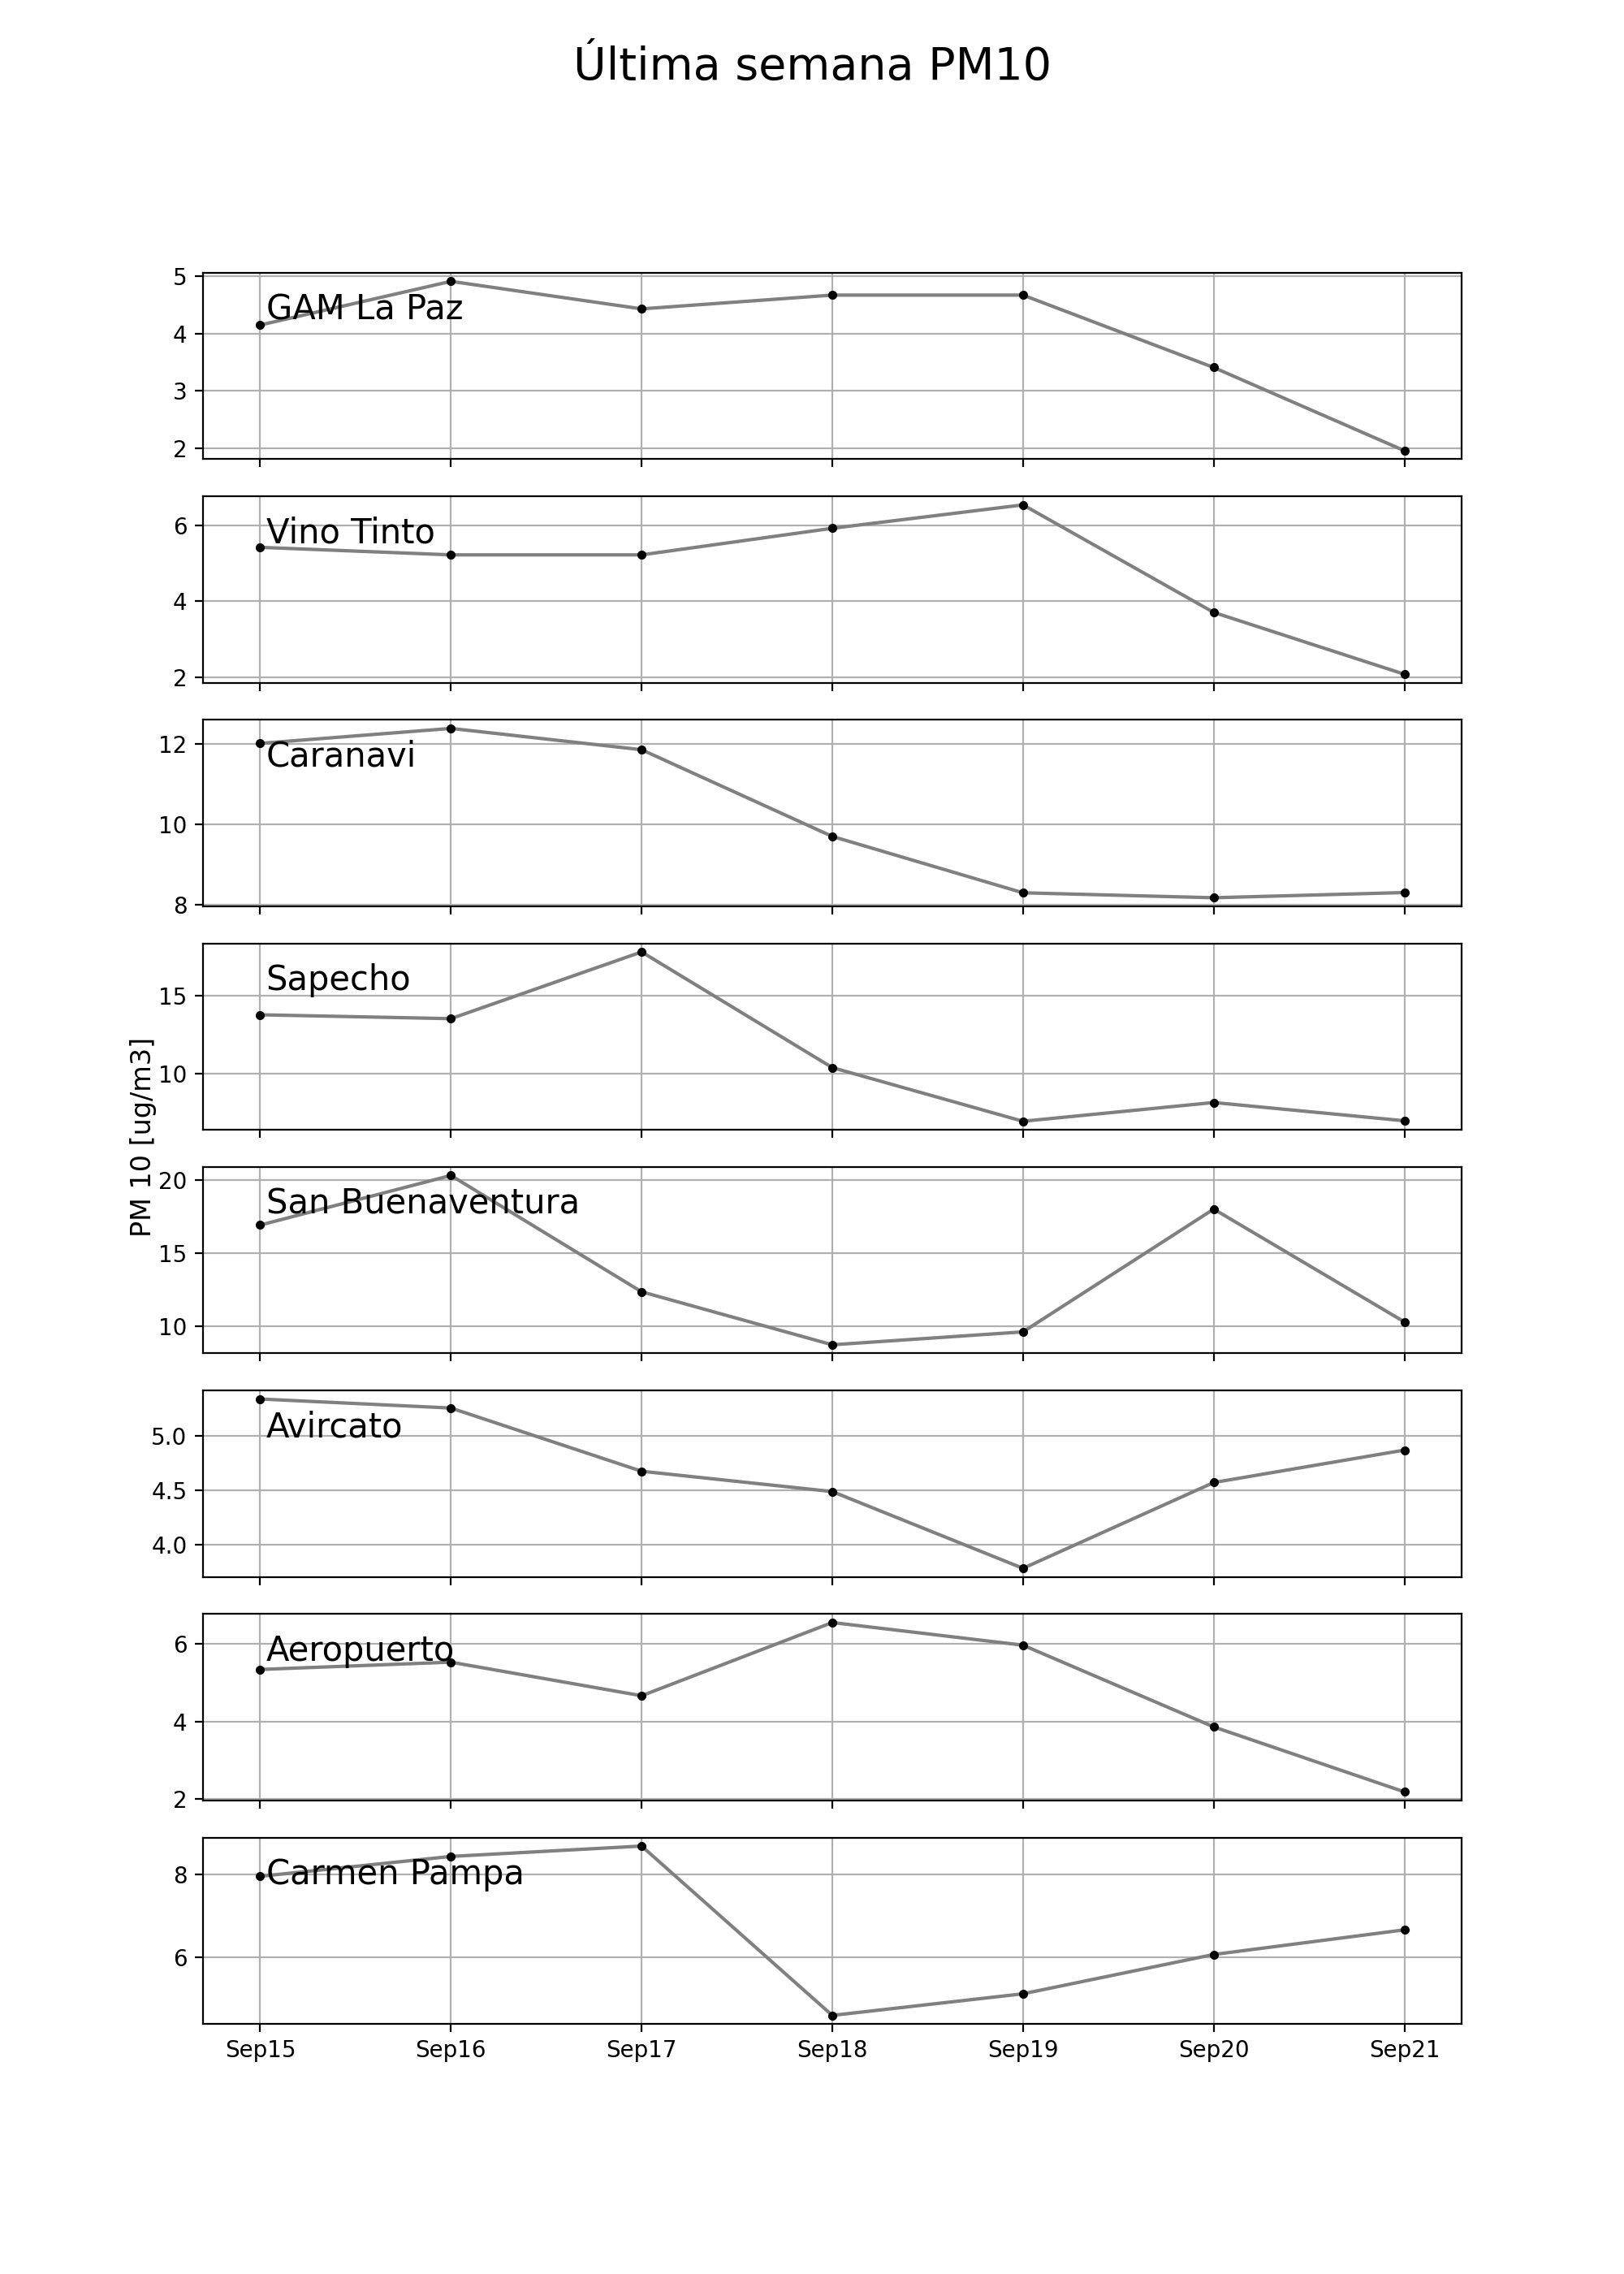 Última semana PM10
5
GAM La Paz
4
3
2
Vino Tinto
6
4
2
12
Caranavi
10
8
Sapecho
15
10
PM 10 [ug/m3]
20
San Buenaventura
15
10
Avircato
5.0
4.5
4.0
Aeropuerto
6
4
2
Carmen Pampa
8
6
Sep15 Sep16 Sep17 Sep18 Sep19 Sep20 Sep21